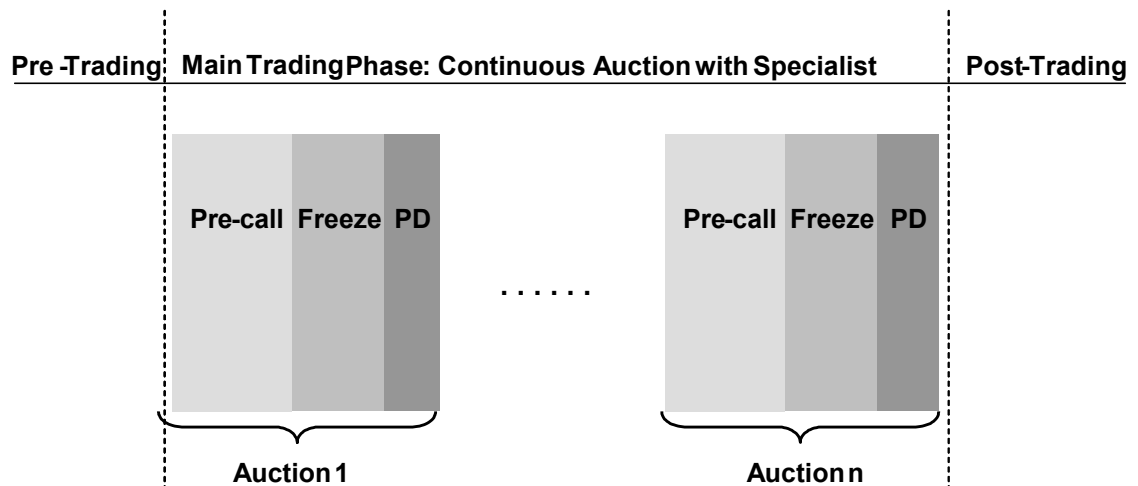 Pre -Trading Main Trading Phase: Continuous Auction with Specialist Post-Trading
Pre-call Freeze PD Pre-call Freeze PD
. . . . . .
Auction 1 Auction n